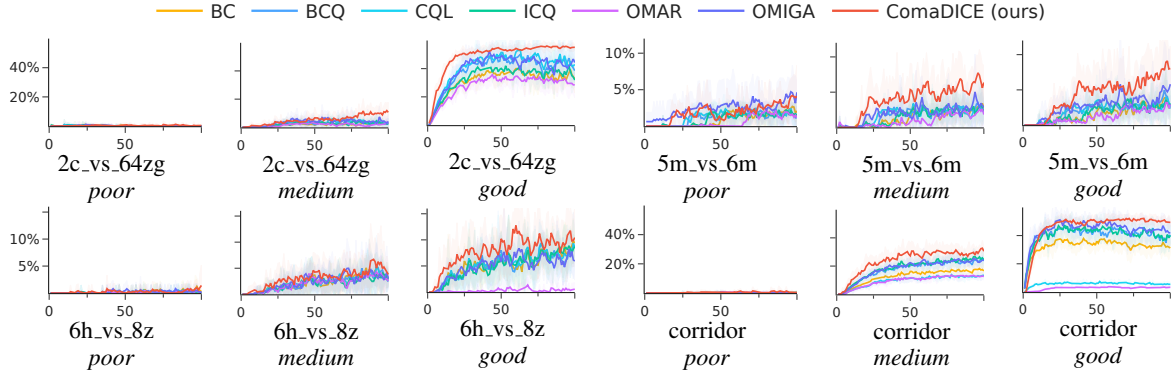 BC BCQ CQL ICQ OMAR OMIGA ComaDICE (ours)
40%
20%
10%
5%
0 50 0 50 0 50 0 50 0 50 0 50
2c_vs_64zg 2c_vs_64zg 2c_vs_64zg 5m_vs_6m 5m_vs_6m 5m_vs_6m
poor medium good poor medium good
10%
5%
40%
20%
0 50 0 50 0 50 0 50 0 50 0 50
6h_vs_8z 6h_vs_8z 6h_vs_8z corridor corridor corridor
poor medium good poor medium good